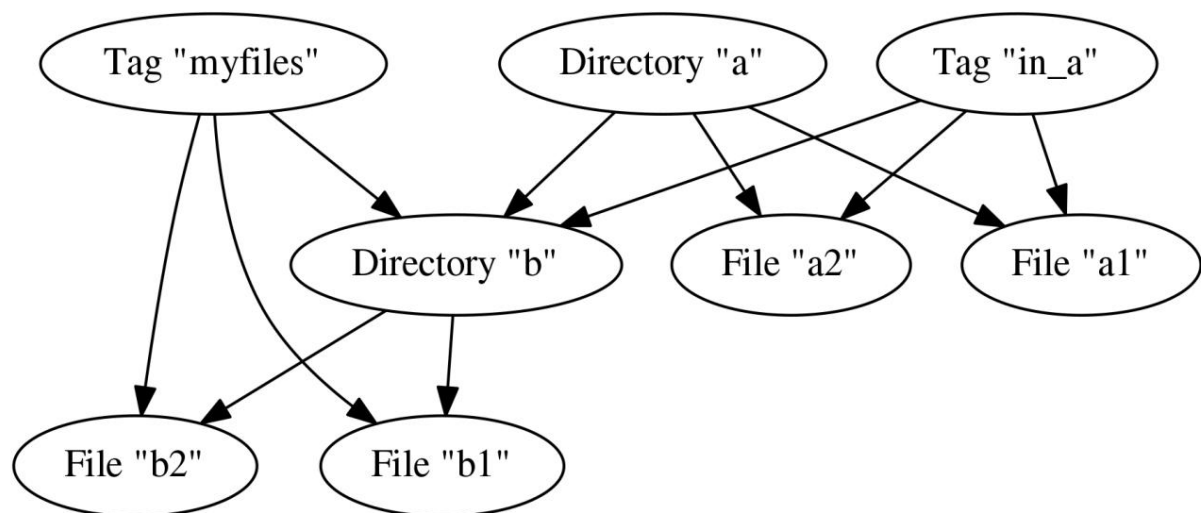 Tag "myfiles"
Directory "a"
Tag "in_a"
Directory "b"
File "a2"
File "a1"
File "b2"
File "b1"